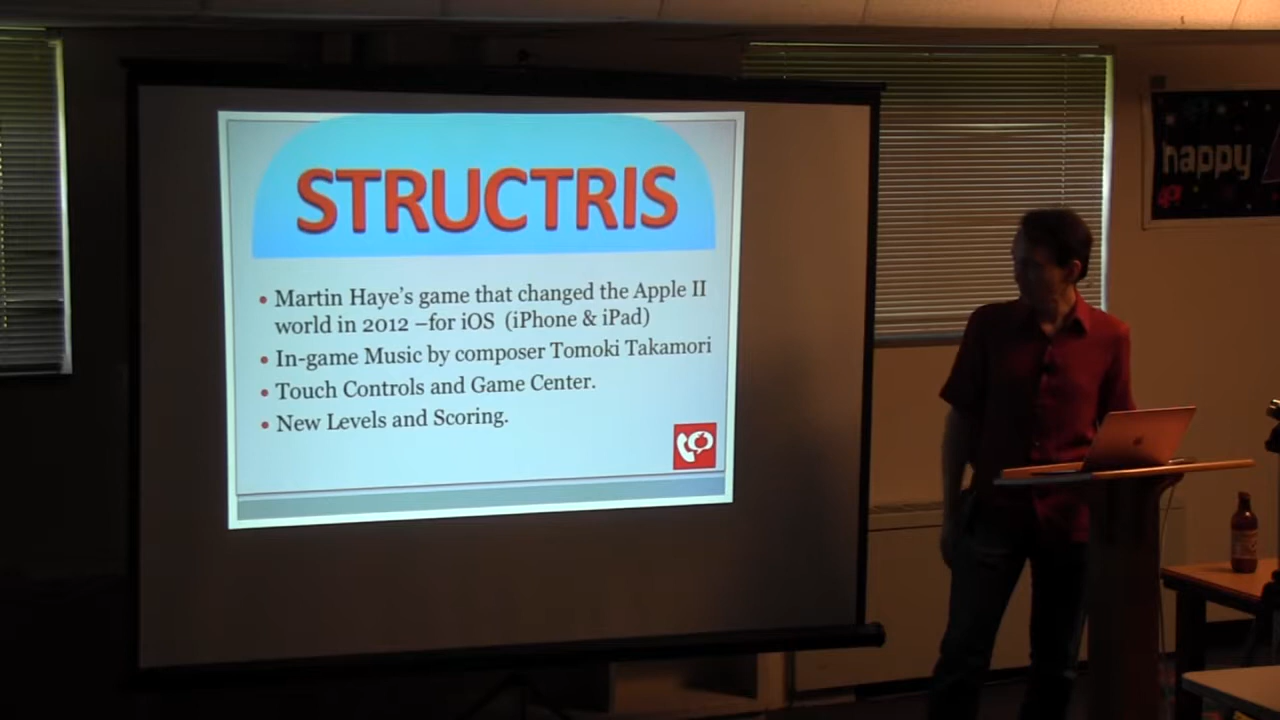 STRUCTRIS
• Martin Haye's game that changed the Apple II
world in 2012 –for iOS (iPhone & iPad)
• In-game Music by composer Tomoki Takamori
• Touch Controls and Game Center.
• New Levels and Scoring.
happy